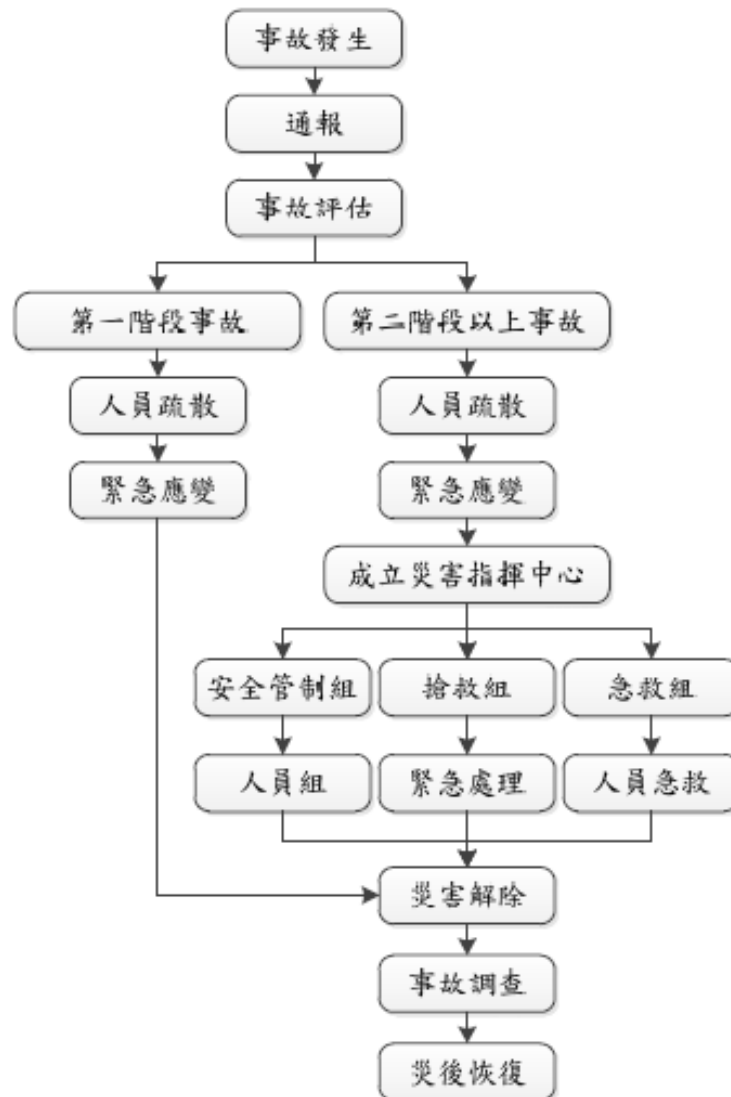 事故發生
通報
事故評估
第一階段事故
第二階段以上事故
人員疏散
人員疏散
緊急應變
緊急應變
成立災害指揮中心
安全管制組
搶救組
急救組
人員組
緊急處理
人員急救
災害解除
事故調查
災後恢復